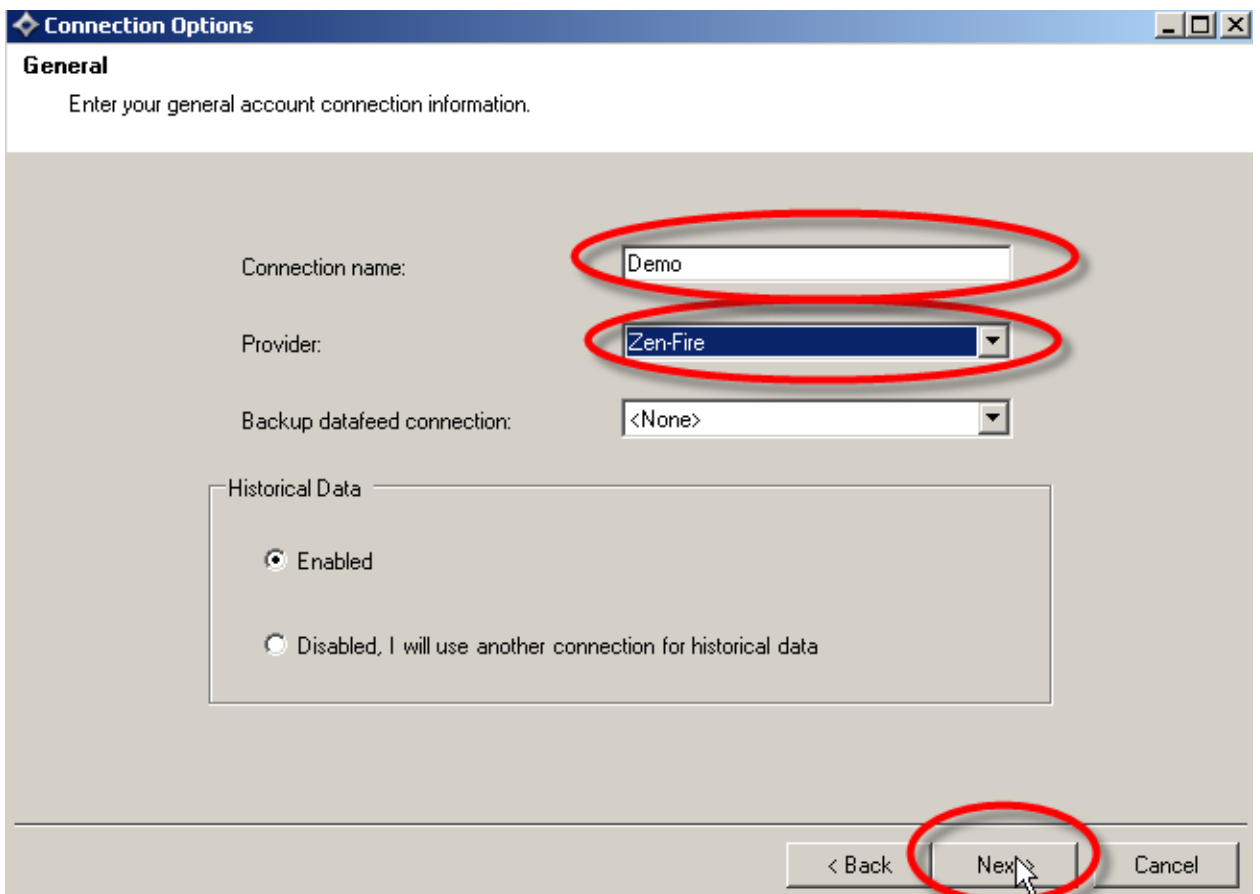 Connection Options
General
Enter your general account connection information.
Connection name: Demo
Provider: Zen-Fire
Backup datafeed connection: <None>
Historical Data
Enabled
Disabled, I will use another connection for historical data
< Back Next > Cancel